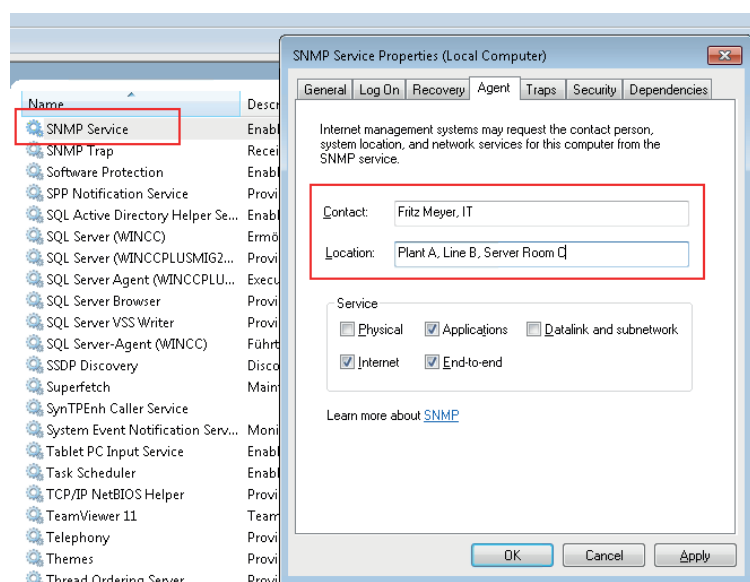 Name Descr
SNMP Service Enabl
SNMP Trap Recei
Software Protection Enabl
SPP Notification Service Provi
SQL Active Directory Helper Se... Enabl
SQL Server (WINCC) Ermö
SQL Server (WINCCPLUSMIG2... Provi
SQL Server Agent (WINCCPLU... Execu
SQL Server Browser Provi
SQL Server VSS Writer Provi
SQL Server-Agent (WINCC) Führt
SSDP Discovery Disco
Superfetch Maint
SynTPEnh Caller Service
System Event Notification Serv... Moni
Tablet PC Input Service Enabl
Task Scheduler Enabl
TCP/IP NetBIOS Helper Provi
TeamViewer 11 Team
Telephony Provi
Themes Provi
Thread Ordering Server Provi
SNMP Service Properties (Local Computer)
General Log On Recovery Agent Traps Security Dependencies
Internet management systems may request the contact person,
system location, and network services for this computer from the
SNMP service.
Contact: Fritz Meyer, IT
Location: Plant A, Line B, Server Room C
Service
Physical Applications Datalink and subnetwork
Internet End-to-end
Learn more about SNMP
OK Cancel Apply